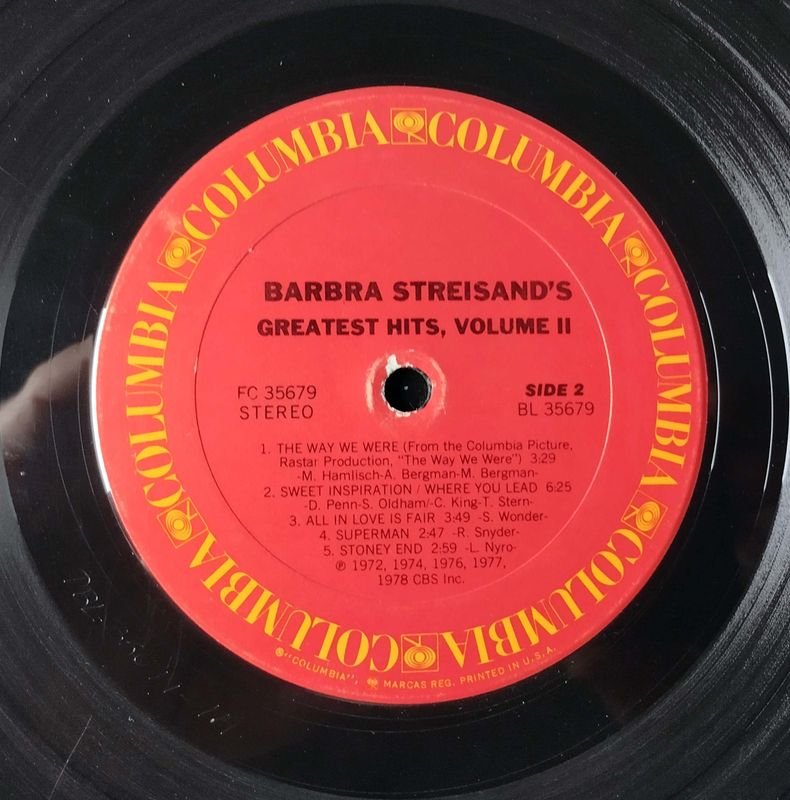 COLUMBIA COLUMBIA COLUMBIA COLUMBIA COLUMBIA COLUMBIA
BARBRA STREISAND'S
GREATEST HITS, VOLUME II
FC 35679
STEREO
SIDE 2
BL 35679
1. THE WAY WE WERE (From the Columbia Picture,
Rastar Production, "The Way We Were") 3:29
-M. Hamlisch-A. Bergman-M. Bergman-
2. SWEET INSPIRATION / WHERE YOU LEAD 6:25
-D. Penn-S. Oldham/-C. King-T. Stern-
3. ALL IN LOVE IS FAIR 3:49 -S. Wonder-
4. SUPERMAN 2:47 -R. Snyder-
5. STONEY END 2:59 -L. Nyro-
℗ 1972, 1974, 1976, 1977,
1978 CBS Inc.
"COLUMBIA", MARCAS REG. PRINTED IN U.S.A.